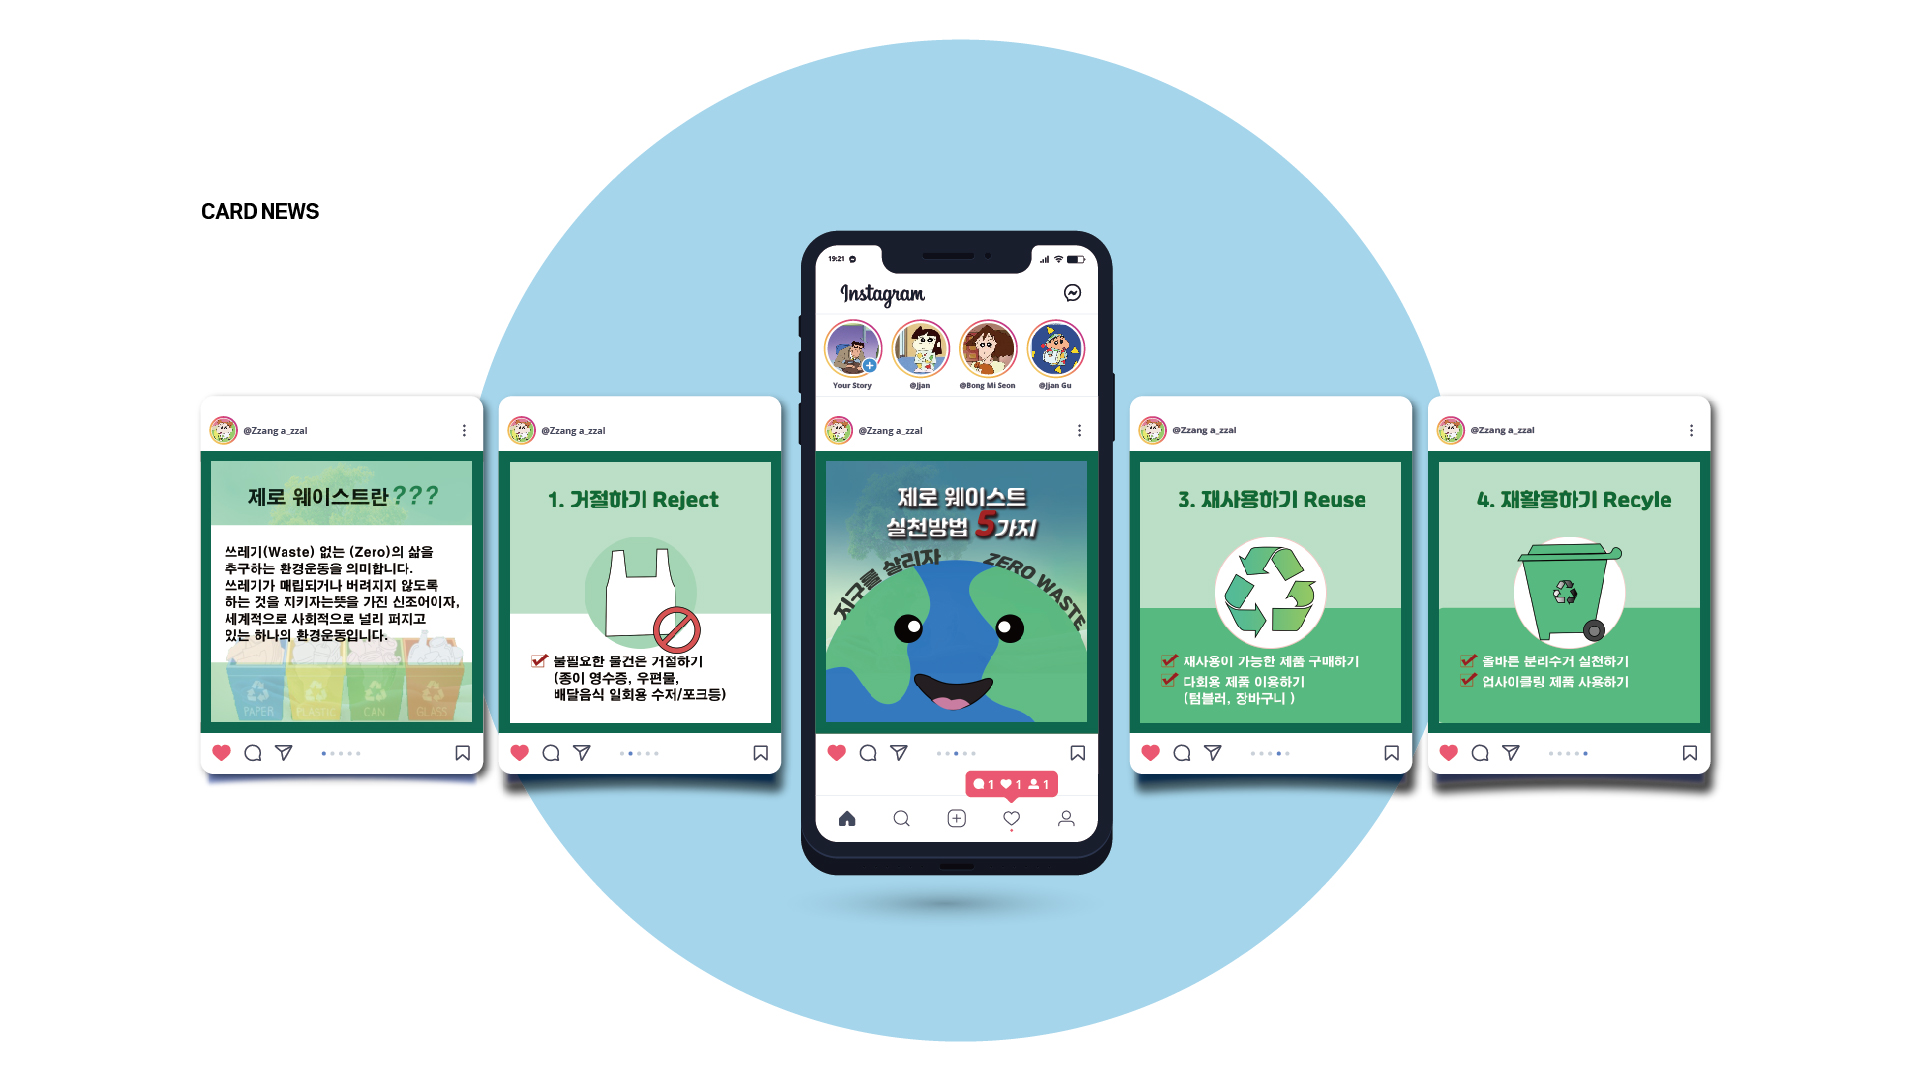 CARD NEWS
@Zzang a_zzal
제로 웨이스트란???
쓰레기(Waste) 없는 (Zero)의 삶을
추구하는 환경운동을 의미합니다.
쓰레기가 매립되거나 버려지지 않도록
하는 것을 지키자는뜻을 가진 신조어이자,
세계적으로 사회적으로 널리 퍼지고
있는 하나의 환경운동입니다.
PAPER
PLASTIC
CAN
GLASS
@Zzang a_zzal
1. 거절하기 Reject
불필요한 물건은 거절하기
(종이 영수증, 우편물,
배달음식 일회용 수저/포크등)
19:21
Instagram
Your Story
@Jjan
@Bong Mi Seon
@Jjan Gu
@Zzang a_zzal
제로 웨이스트
실천방법 5가지
지구를 살리자
ZERO WASTE
1 1 1
@Zzang a_zzal
3. 재사용하기 Reuse
재사용이 가능한 제품 구매하기
다회용 제품 이용하기
(텀블러, 장바구니 )
@Zzang a_zzal
4. 재활용하기 Recyle
올바른 분리수거 실천하기
업사이클링 제품 사용하기